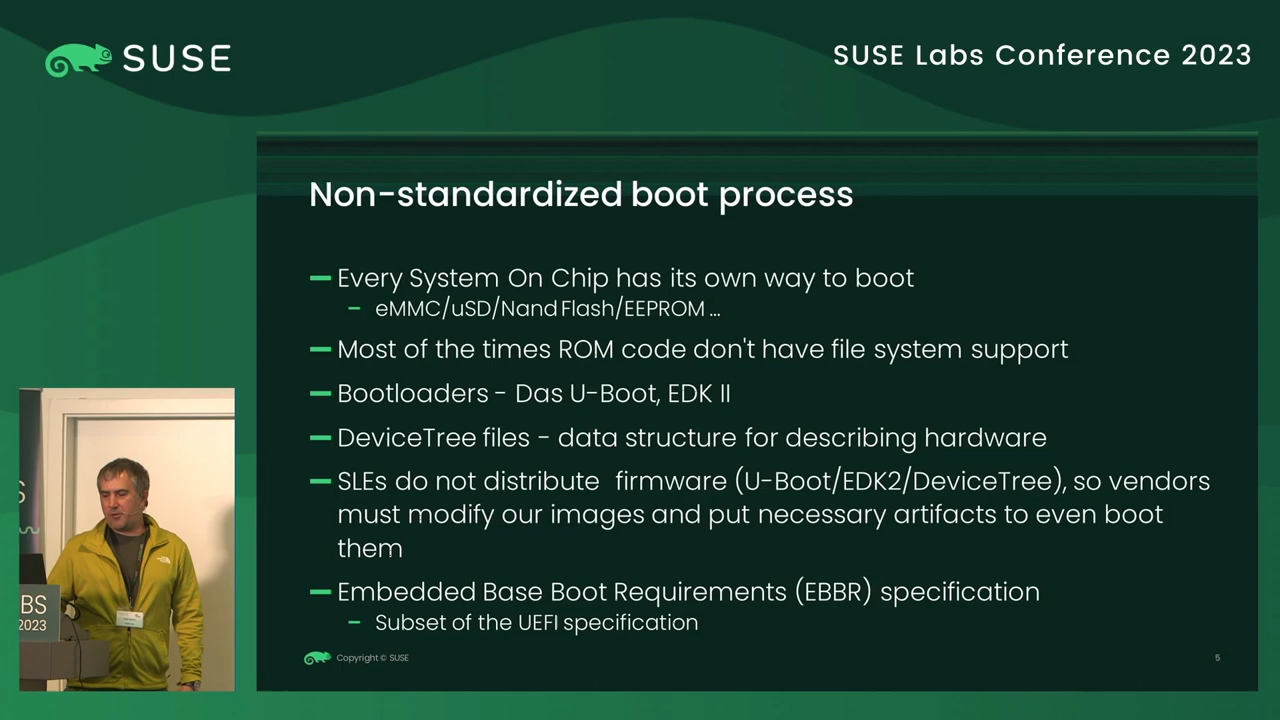 SUSE
SUSE Labs Conference 2023
Non-standardized boot process
Every System On Chip has its own way to boot
eMMC/uSD/Nand Flash/EEPROM ...
Most of the times ROM code don't have file system support
Bootloaders - Das U-Boot, EDK II
DeviceTree files - data structure for describing hardware
SLEs do not distribute firmware (U-Boot/EDK2/DeviceTree), so vendors
must modify our images and put necessary artifacts to even boot
them
Embedded Base Boot Requirements (EBBR) specification
Subset of the UEFI specification
Copyright © SUSE
5
BS
2023